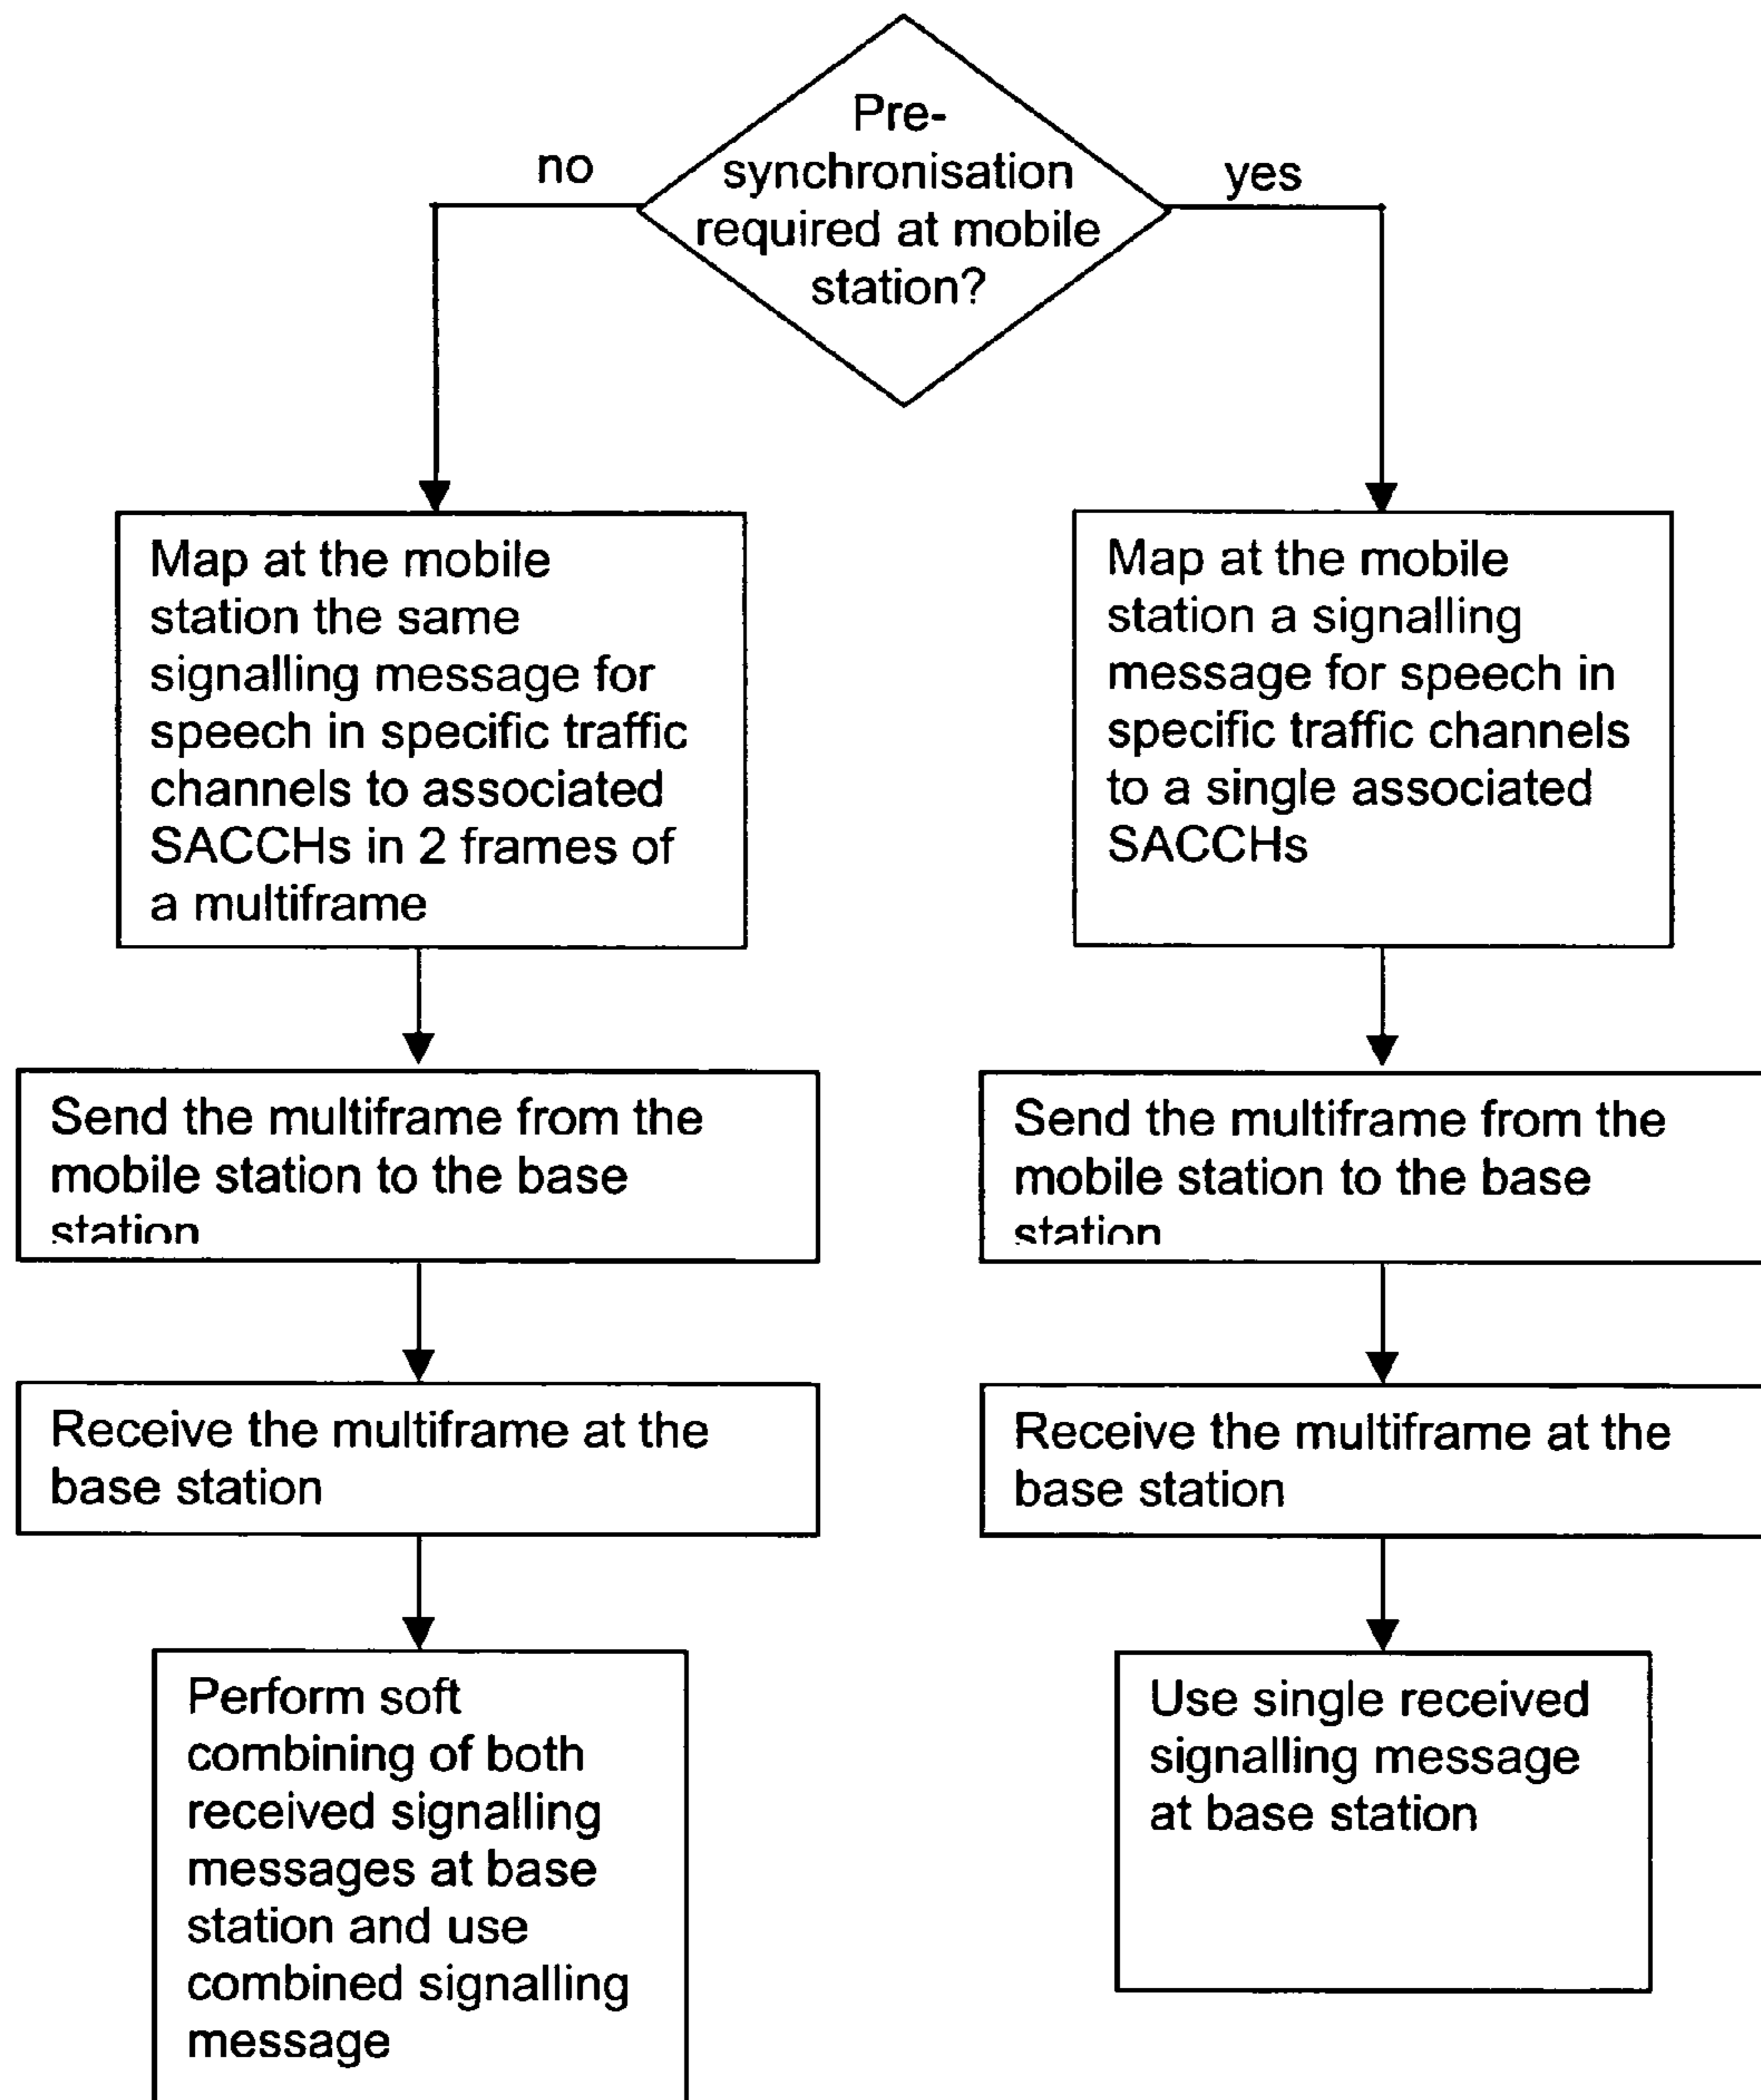 Pre-
synchronisation
required at mobile
station?
no
yes
Map at the mobile
station the same
signalling message for
speech in specific traffic
channels to associated
SACCHs in 2 frames of
a multiframe
Send the multiframe from the
mobile station to the base
station
Receive the multiframe at the
base station
Perform soft
combining of both
received signalling
messages at base
station and use
combined signalling
message
Map at the mobile
station a signalling
message for speech in
specific traffic channels
to a single associated
SACCHs
Send the multiframe from the
mobile station to the base
station
Receive the multiframe at the
base station
Use single received
signalling message
at base station